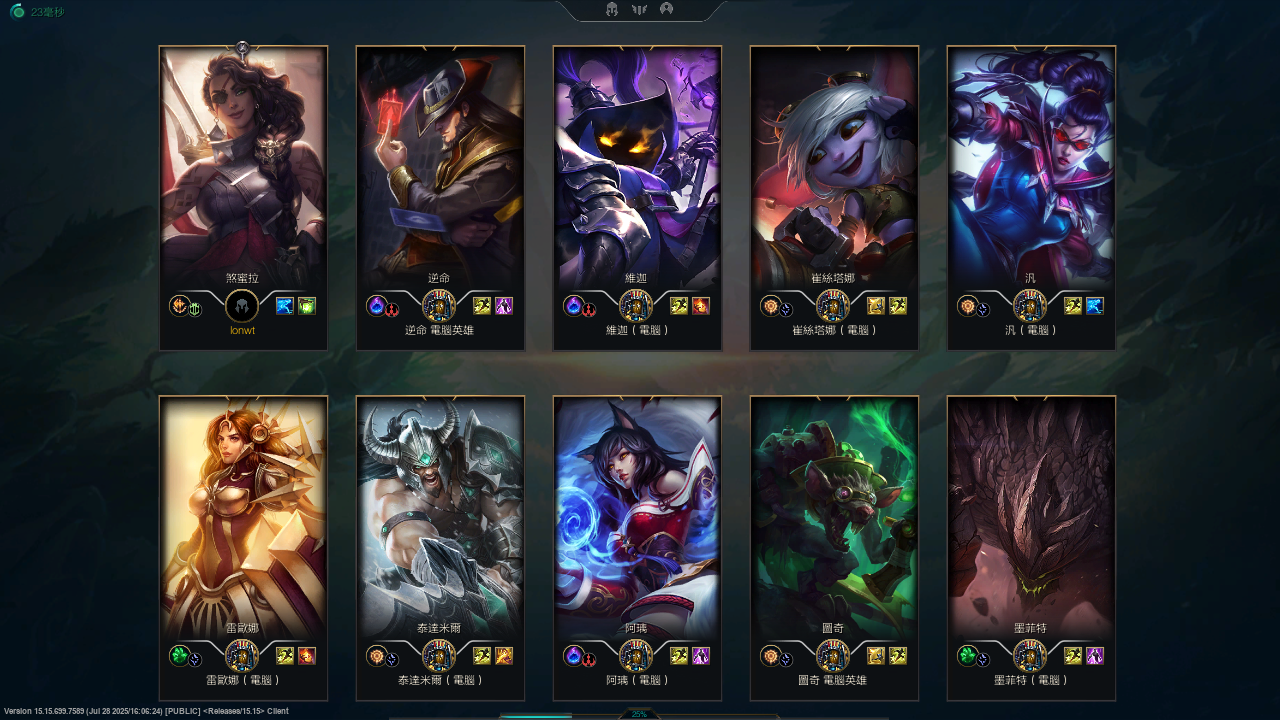 23毫秒
煞蜜拉
逆命
維迦
崔絲塔娜
汎
lonwt
逆命 電腦英雄
維迦 ( 電腦 )
崔絲塔娜 ( 電腦 )
汎 ( 電腦 )
雷歐娜
泰達米爾
阿璃
圖奇
墨菲特
雷歐娜 ( 電腦 )
泰達米爾 ( 電腦 )
阿璃 ( 電腦 )
圖奇 電腦英雄
墨菲特 ( 電腦 )
Version 15.15.699.7589 (Jul 28 2025/16:06:24) [PUBLIC] <Releases/15.15> Client
25%